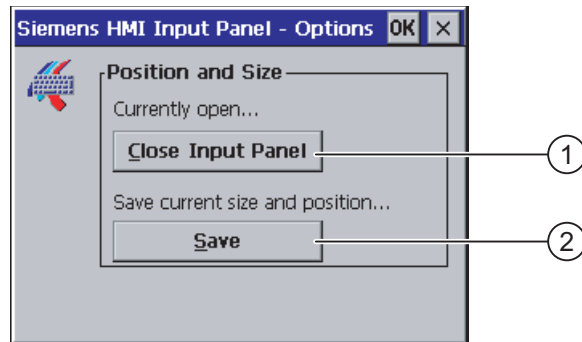 Siemens HMI Input Panel - Options OK ×
Position and Size
Currently open...
Close Input Panel
1
Save current size and position...
Save
2